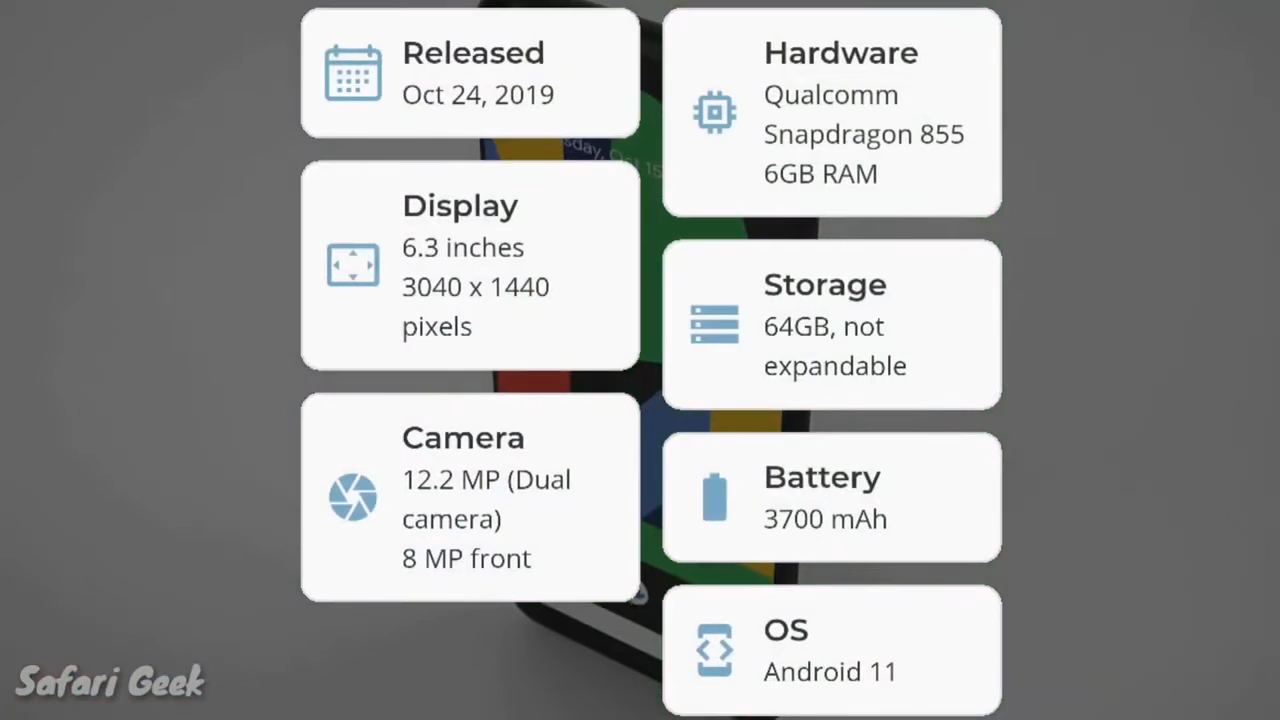 Released
Oct 24, 2019
Display
6.3 inches
3040 x 1440
pixels
Camera
12.2 MP (Dual
camera)
8 MP front
Hardware
Qualcomm
Snapdragon 855
6GB RAM
Storage
64GB, not
expandable
Battery
3700 mAh
OS
Android 11
Safari Geek